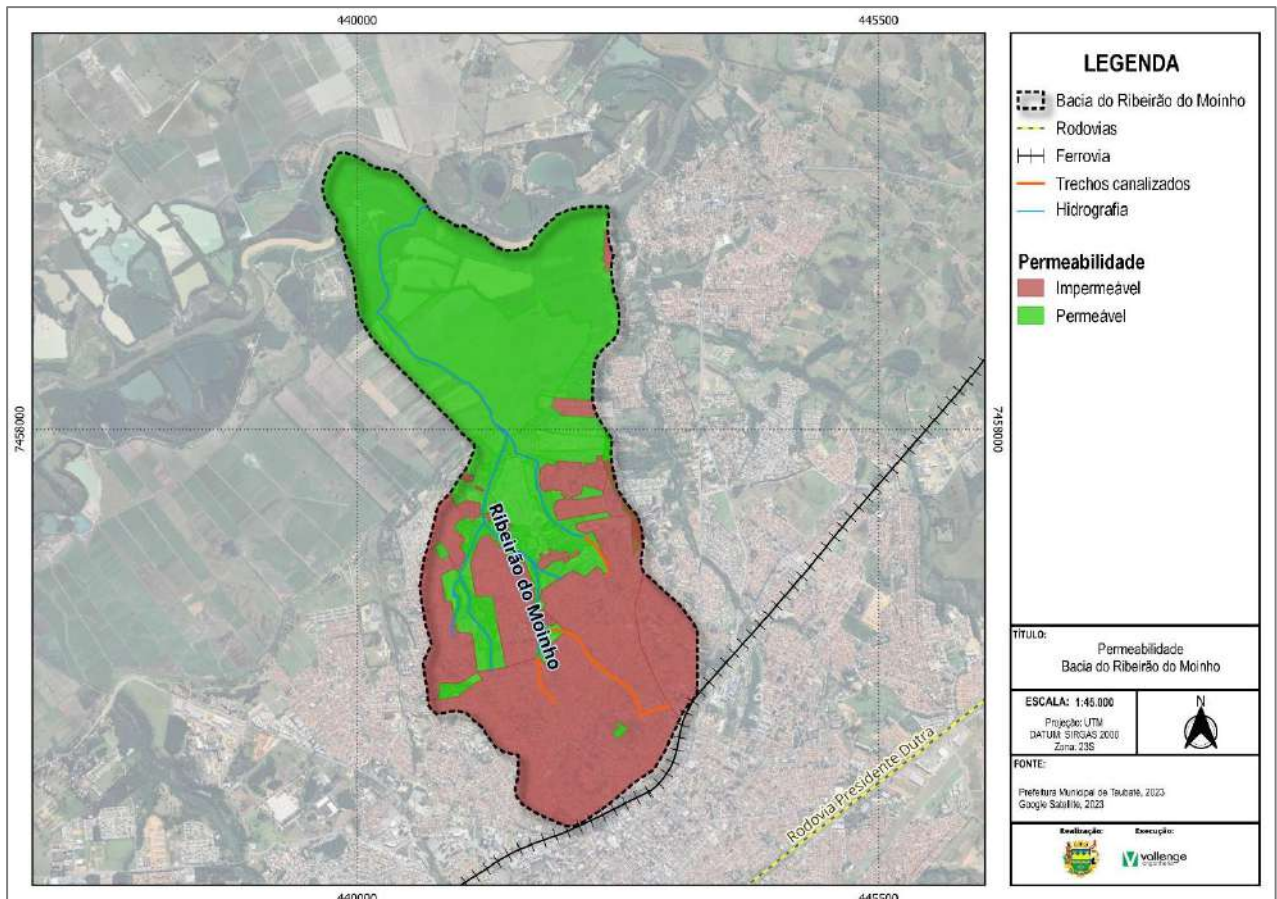 440000
445500
7458000
7458000
Ribeirão do Moinho
Rodovia Presidente Dutra
440000
445500
LEGENDA
Bacia do Ribeirão do Moinho
Rodovias
Ferrovia
Trechos canalizados
Hidrografia
Permeabilidade
Impermeável
Permeável
TÍTULO:
Permeabilidade
Bacia do Ribeirão do Moinho
ESCALA: 1:45.000
Projeção: UTM
DATUM: SIRGAS 2000
Zona: 23S
N
FONTE:
Prefeitura Municipal de Taubaté, 2023
Google Satélite, 2023
Realização:
Execução:
vallenge